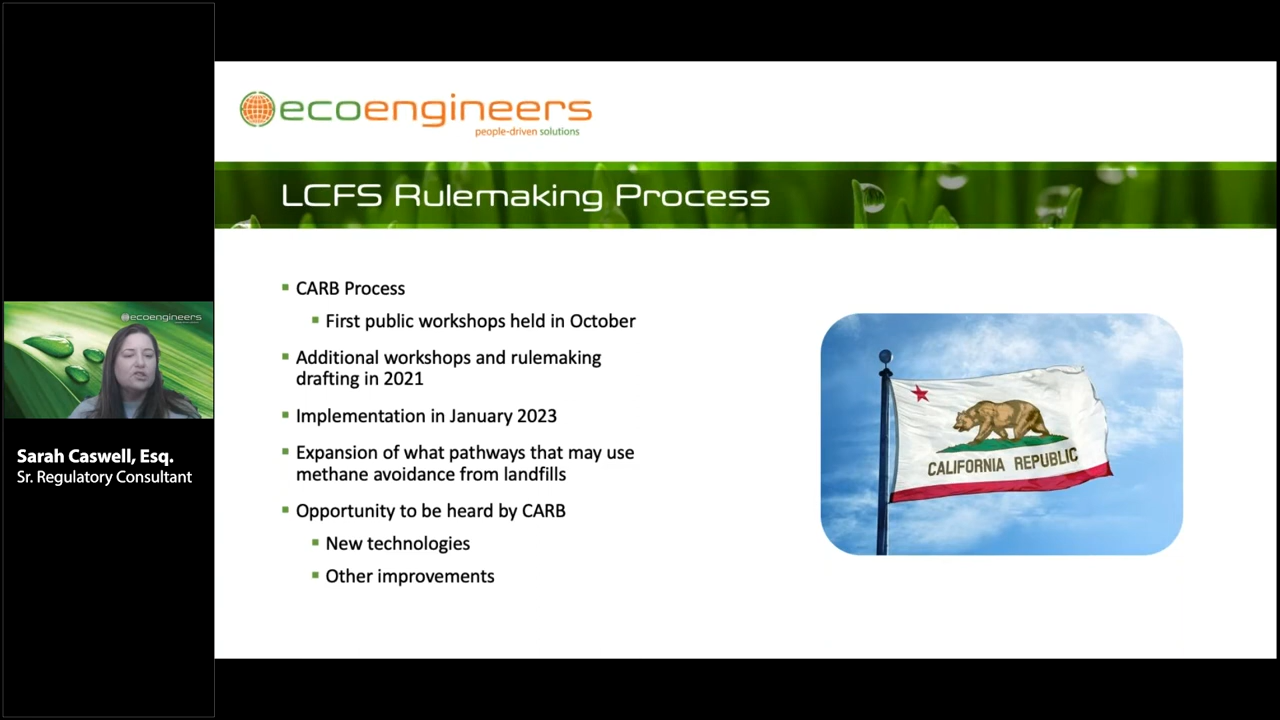 ecoengineers
people-driven solutions
LCFS Rulemaking Process
CARB Process
First public workshops held in October
Additional workshops and rulemaking
drafting in 2021
Implementation in January 2023
Expansion of what pathways that may use
methane avoidance from landfills
Opportunity to be heard by CARB
New technologies
Other improvements
CALIFORNIA REPUBLIC
ecoengineers
Sarah Caswell, Esq.
Sr. Regulatory Consultant